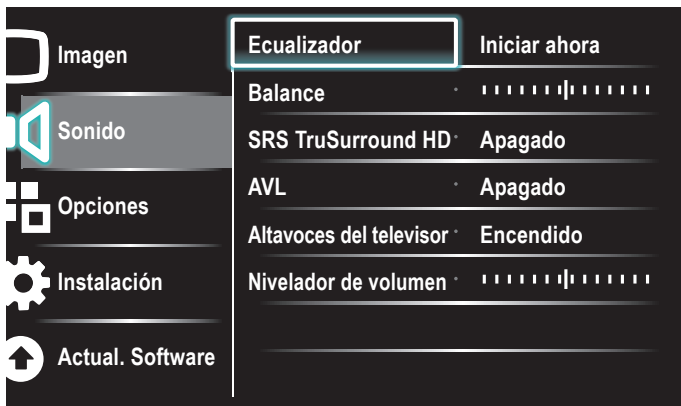 Imagen
Sonido
Opciones
Instalación
Actual. Software
Ecualizador Iniciar ahora
Balance
SRS TruSurround HD Apagado
AVL Apagado
Altavoces del televisor Encendido
Nivelador de volumen